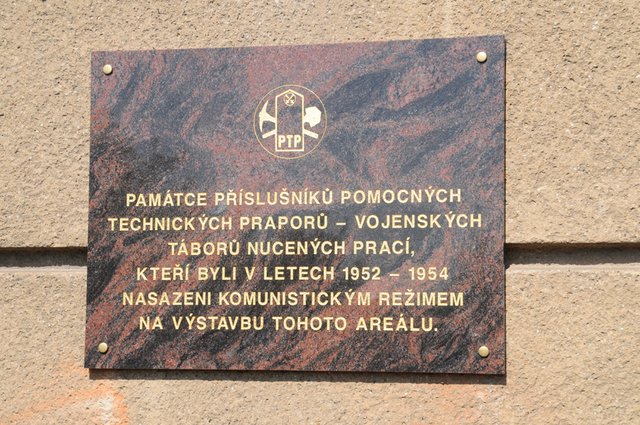 PTP
PAMÁTCE PŘÍSLUŠNÍKŮ POMOCNÝCH
TECHNICKÝCH PRAPORŮ – VOJENSKÝCH
TÁBORŮ NUCENÝCH PRACÍ,
KTEŘÍ BYLI V LETECH 1952 – 1954
NASAZENI KOMUNISTICKÝM REŽIMEM
NA VÝSTAVBU TOHOTO AREÁLU.